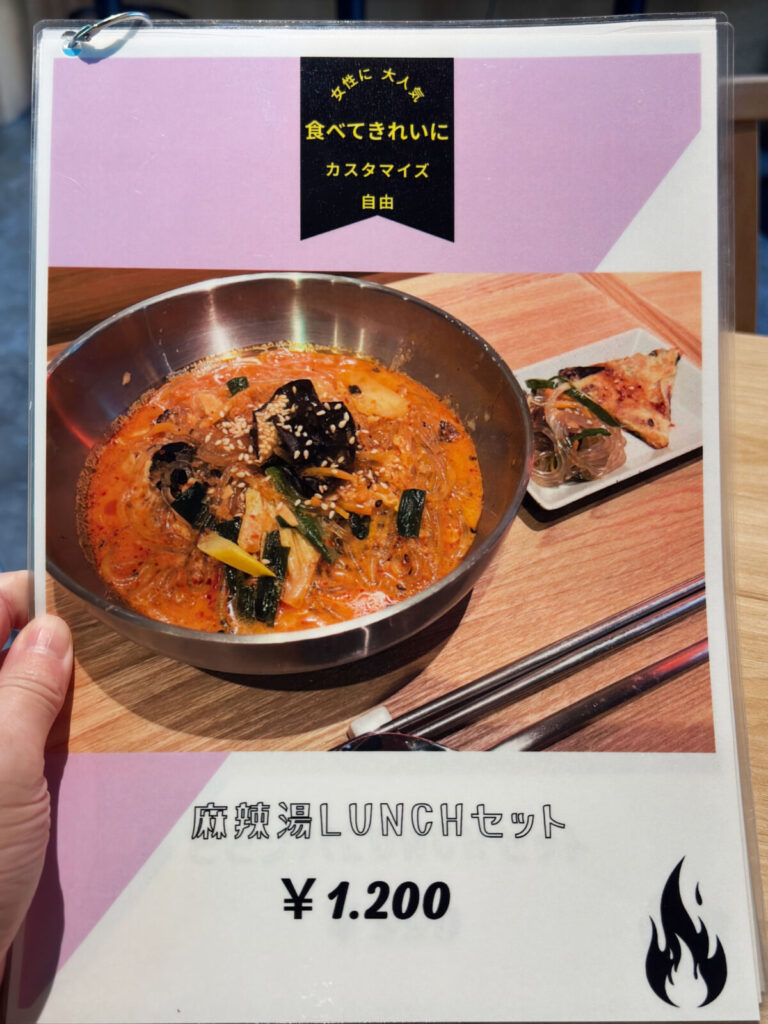 女性に 大人気
食べてきれいに
カスタマイズ
自由
麻辣湯LUNCHセット
￥1.200